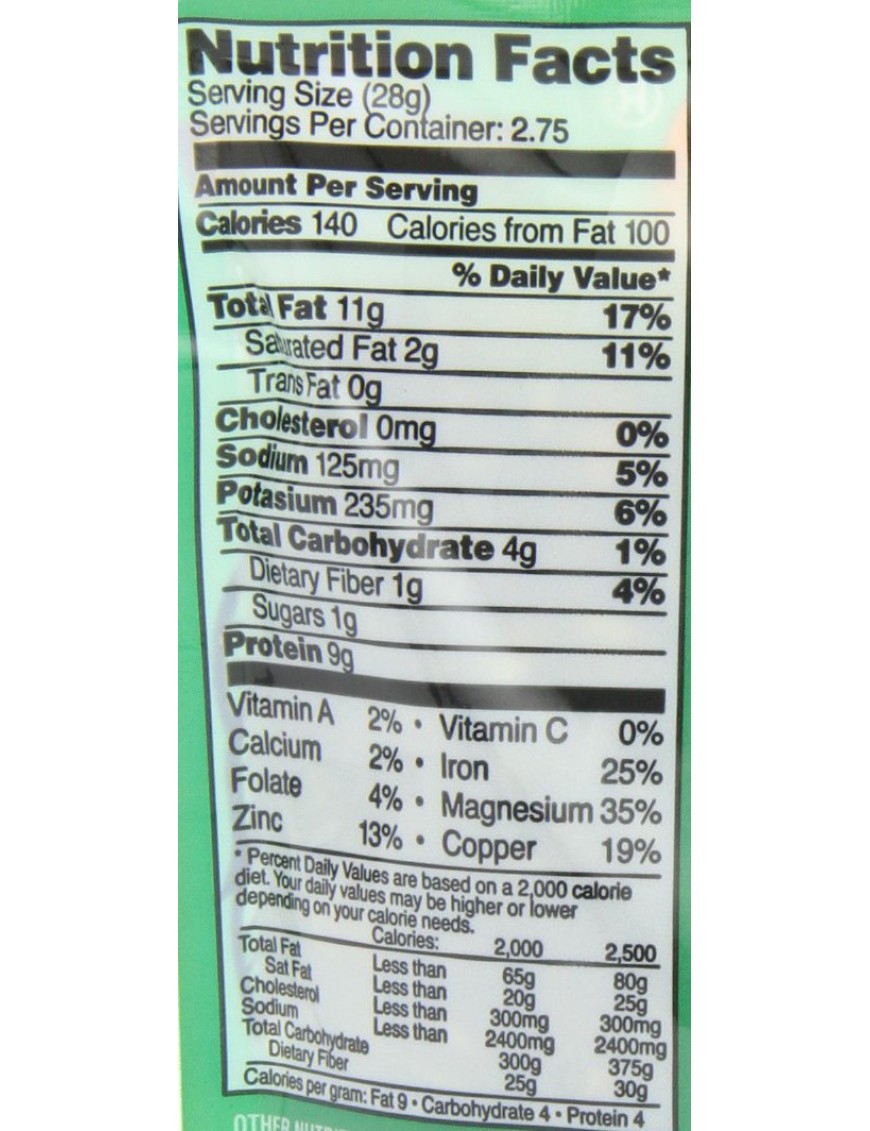 Nutrition Facts
Serving Size (28g)
Servings Per Container: 2.75
Amount Per Serving
Calories 140 Calories from Fat 100
% Daily Value*
Total Fat 11g 17%
Saturated Fat 2g 11%
Trans Fat 0g
Cholesterol 0mg 0%
Sodium 125mg 5%
Potasium 235mg 6%
Total Carbohydrate 4g 1%
Dietary Fiber 1g 4%
Sugars 1g
Protein 9g
Vitamin A 2% • Vitamin C 0%
Calcium 2% • Iron 25%
Folate 4% • Magnesium 35%
Zinc 13% • Copper 19%
* Percent Daily Values are based on a 2,000 calorie
diet. Your daily values may be higher or lower
depending on your calorie needs.
Calories: 2,000 2,500
Total Fat Less than 65g 80g
Sat Fat Less than 20g 25g
Cholesterol Less than 300mg 300mg
Sodium Less than 2400mg 2400mg
Total Carbohydrate 300g 375g
Dietary Fiber 25g 30g
Calories per gram: Fat 9 • Carbohydrate 4 • Protein 4
OTHER